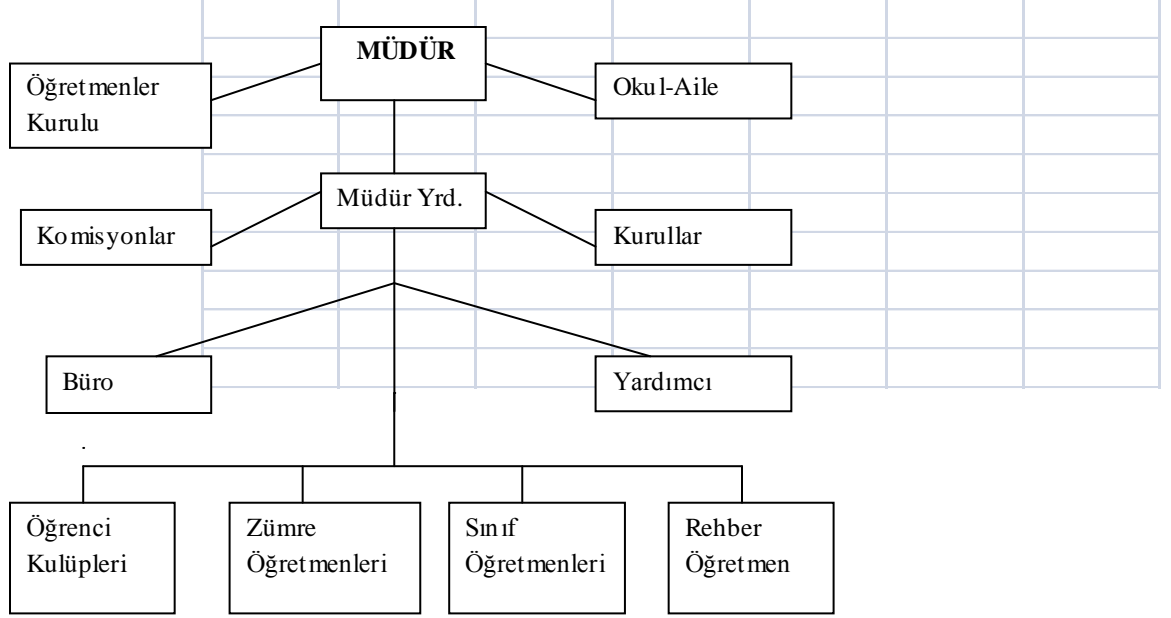 MÜDÜR
Öğretmenler
Kurulu
Okul-Aile
Müdür Yrd.
Komisyonlar
Kurullar
Büro
Yardımcı
Öğrenci
Kulüpleri
Zümre
Öğretmenleri
Sınıf
Öğretmenleri
Rehber
Öğretmen